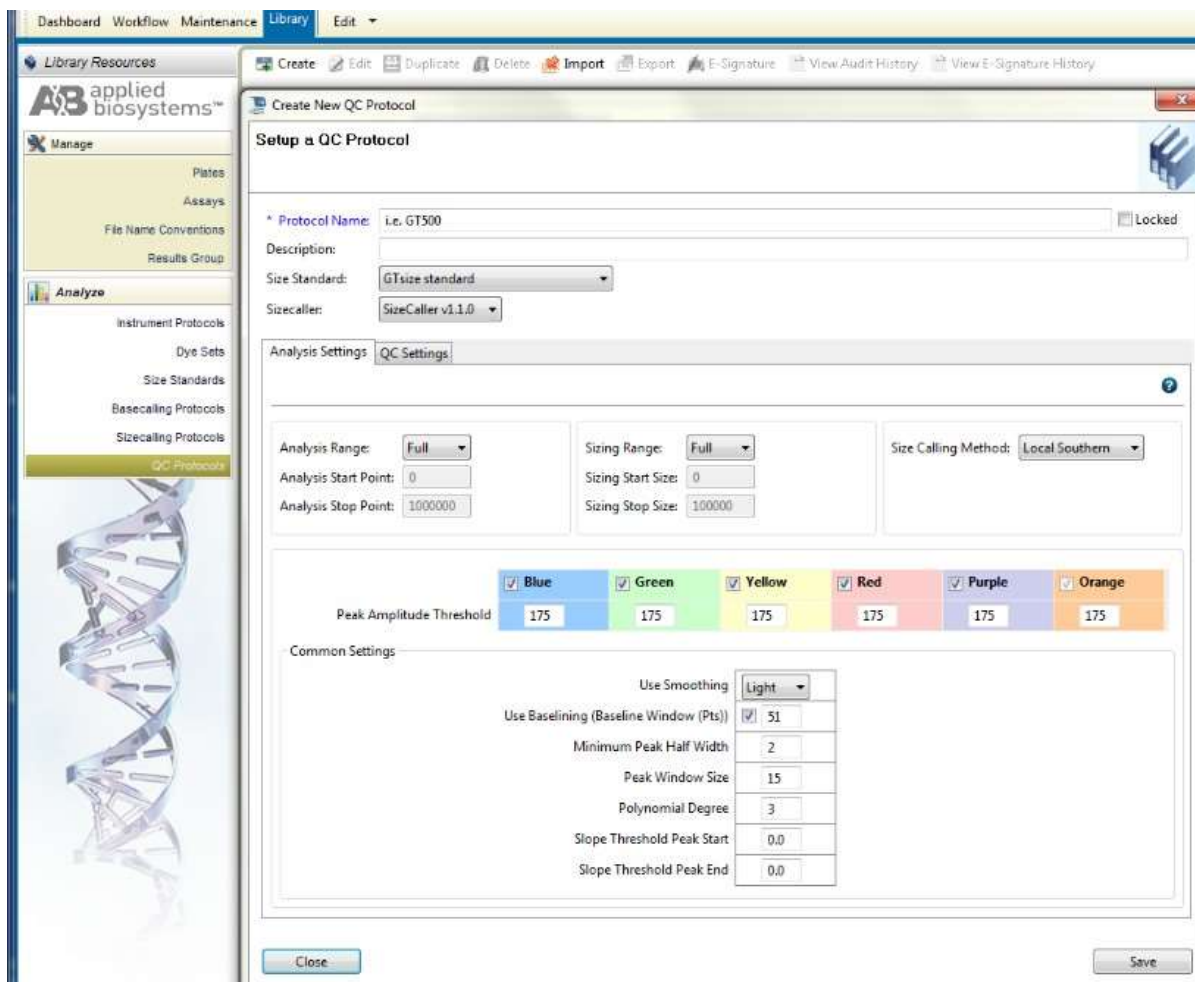 Dashboard Workflow Maintenance Library Edit
Library Resources
Create Edit Duplicate Delete Import Export E-Signature View Audit History View E-Signature History
AB applied biosystems™
Create New QC Protocol
Setup a QC Protocol
Manage
Plates
Assays
File Name Conventions
Results Group
Analyze
Instrument Protocols
Dye Sets
Size Standards
Basecalling Protocols
Sizecalling Protocols
QC Protocols
* Protocol Name: i.e. GT500 Locked
Description:
Size Standard: GTsize standard
Sizecaller: SizeCaller v1.1.0
Analysis Settings QC Settings
Analysis Range: Full Sizing Range: Full Size Calling Method: Local Southern
Analysis Start Point: 0 Sizing Start Size: 0
Analysis Stop Point: 1000000 Sizing Stop Size: 100000
Blue Green Yellow Red Purple Orange
Peak Amplitude Threshold 175 175 175 175 175 175
Common Settings
Use Smoothing Light
Use Baselining (Baseline Window (Pts)) 51
Minimum Peak Half Width 2
Peak Window Size 15
Polynomial Degree 3
Slope Threshold Peak Start 0.0
Slope Threshold Peak End 0.0
Close Save